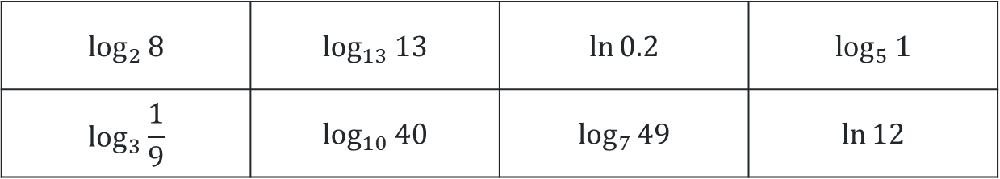 log₂ 8 log₁₃ 13 ln 0.2 log₅ 1
log₃ 1/9 log₁₀ 40 log₇ 49 ln 12